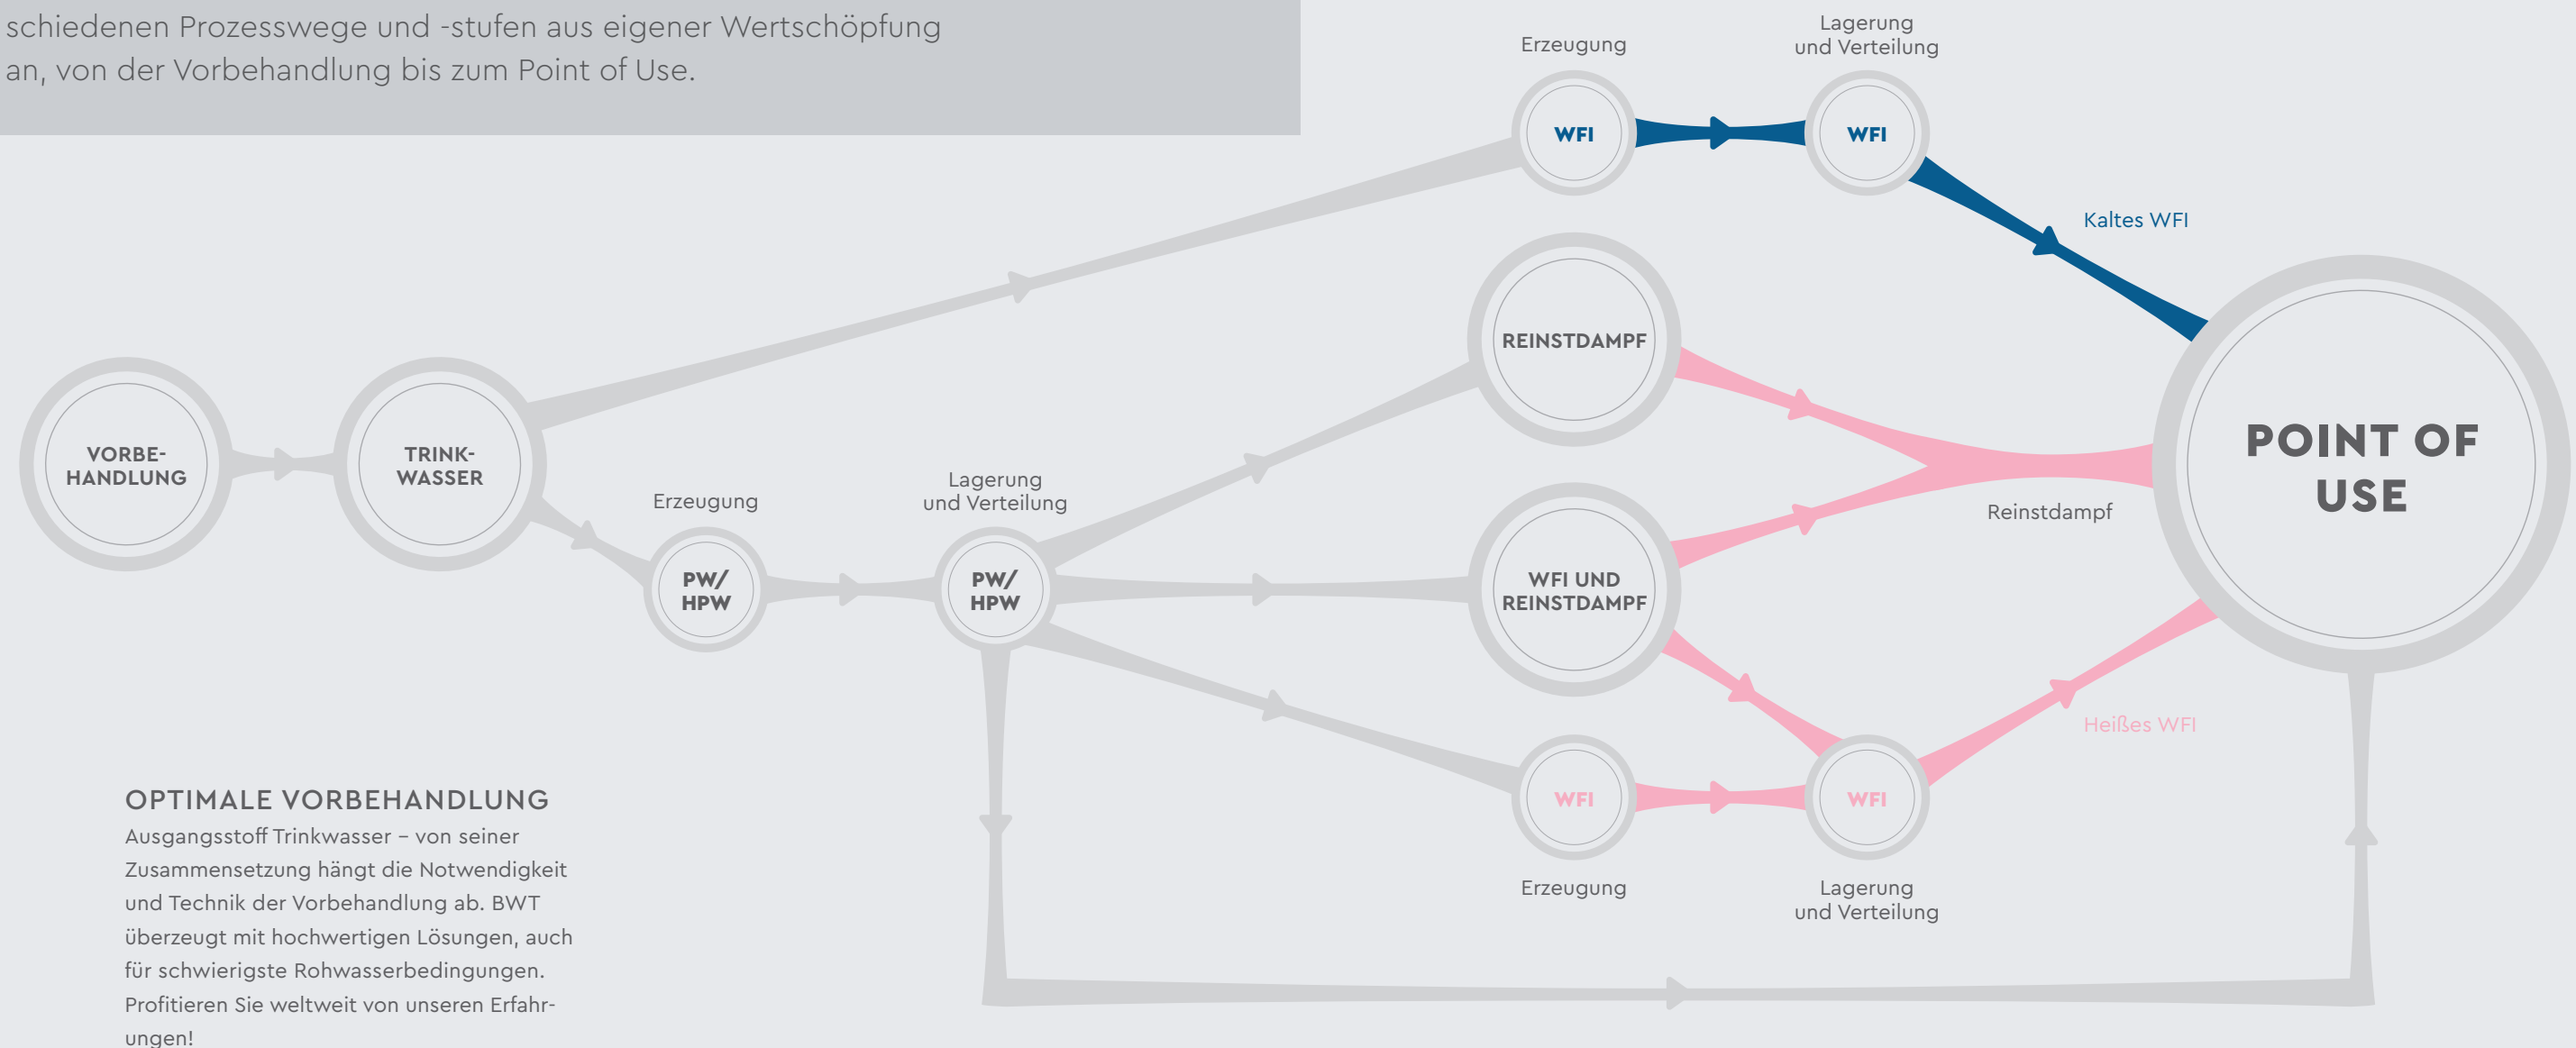 schiedenen Prozesswege und -stufen aus eigener Wertschöpfung
an, von der Vorbehandlung bis zum Point of Use.
Erzeugung
Lagerung
und Verteilung
WFI
WFI
Kaltes WFI
REINSTDAMPF
VORBE-
HANDLUNG
TRINK-
WASSER
POINT OF
USE
Erzeugung
Lagerung
und Verteilung
Reinstdampf
PW/
HPW
PW/
HPW
WFI UND
REINSTDAMPF
Heißes WFI
WFI
WFI
Erzeugung
Lagerung
und Verteilung
OPTIMALE VORBEHANDLUNG
Ausgangsstoff Trinkwasser – von seiner
Zusammensetzung hängt die Notwendigkeit
und Technik der Vorbehandlung ab. BWT
überzeugt mit hochwertigen Lösungen, auch
für schwierigste Rohwasserbedingungen.
Profitieren Sie weltweit von unseren Erfahr-
ungen!